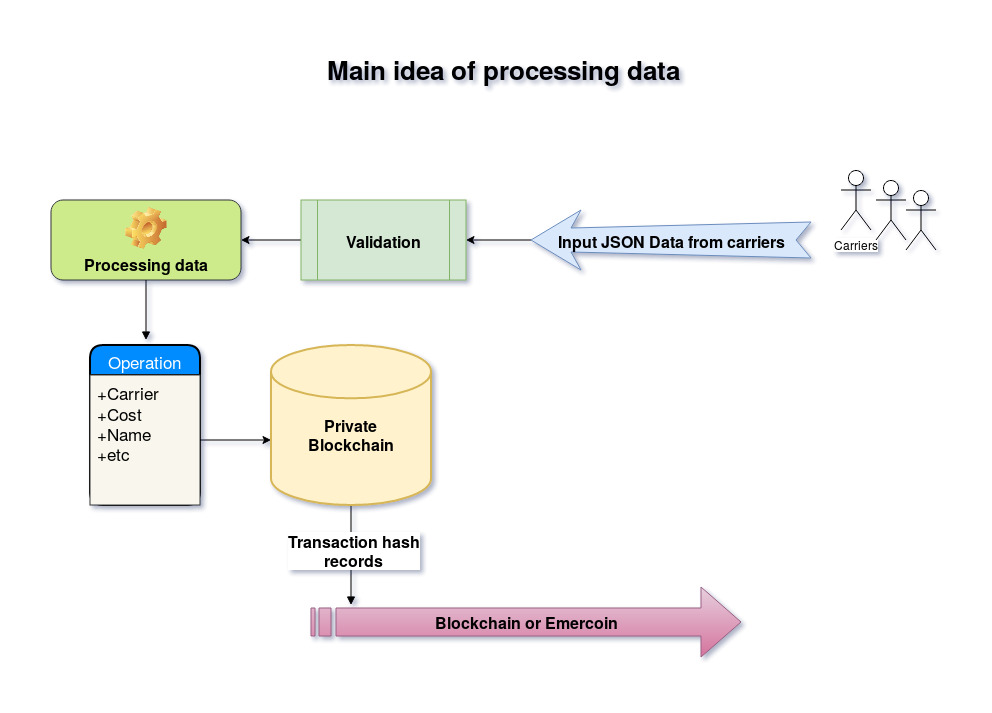 Main idea of processing data
Processing data
Validation
Input JSON Data from carriers
Carriers
Operation
+Carrier
+Cost
+Name
+etc
Private
Blockchain
Transaction hash
records
Blockchain or Emercoin